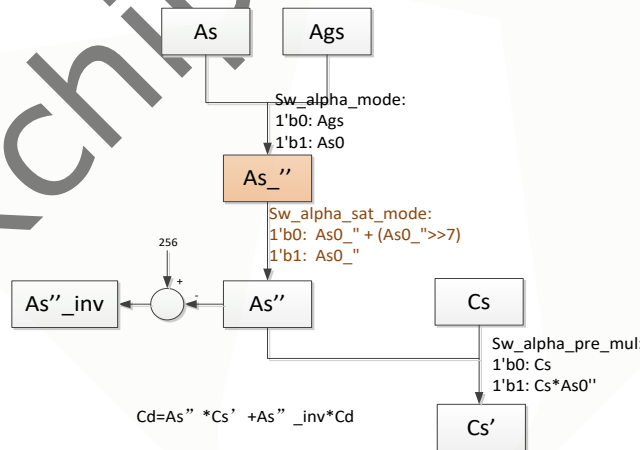 As
Ags
Sw_alpha_mode:
1'b0: Ags
1'b1: As0
As_’’
Sw_alpha_sat_mode:
1'b0:  As0_" + (As0_">>7)
1'b1:  As0_"
256
+
-
As’’_inv
As’’
Cs
Sw_alpha_pre_mul:
1'b0: Cs
1'b1: Cs*As0''
Cd=As” *Cs’ +As” _inv*Cd
Cs’